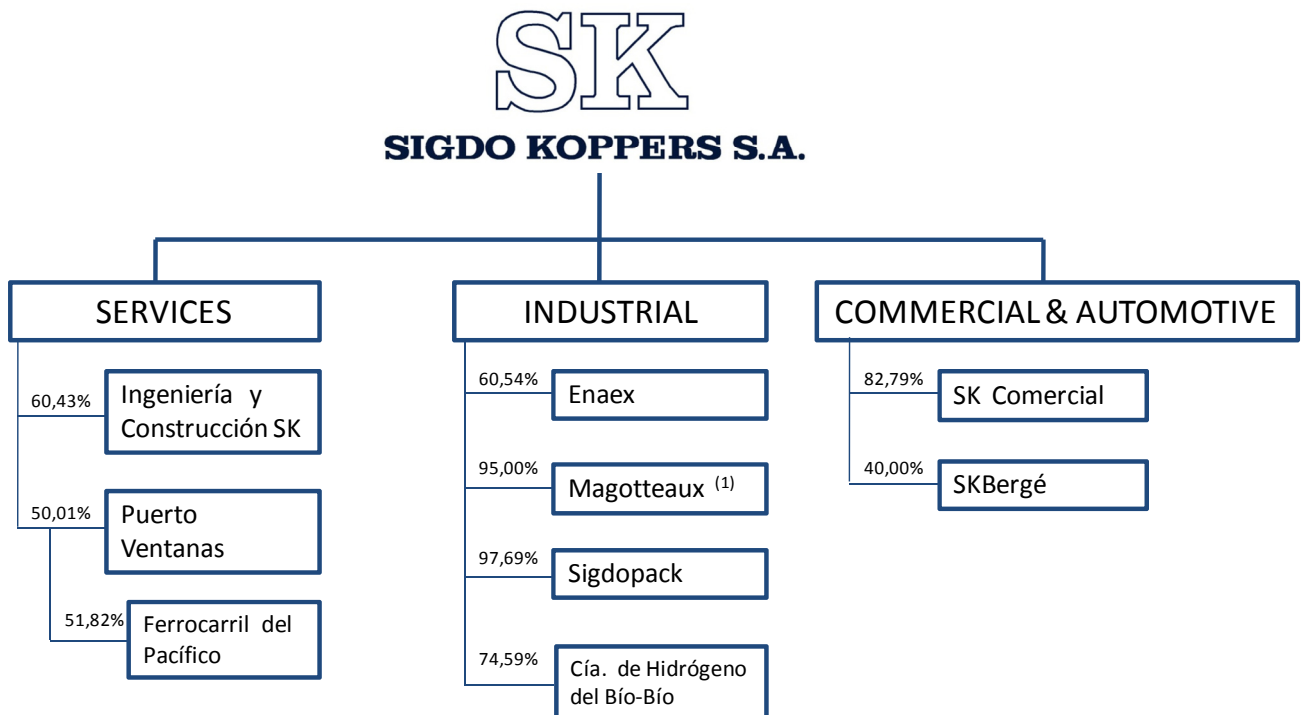 SK
SIGDO KOPPERS S.A.
SERVICES
60,43%
Ingeniería y
Construcción SK
50,01%
Puerto
Ventanas
51,82%
Ferrocarril del
Pacífico
INDUSTRIAL
60,54%
Enaex
95,00%
Magotteaux (1)
97,69%
Sigdopack
74,59%
Cía. de Hidrógeno
del Bío-Bío
COMMERCIAL & AUTOMOTIVE
82,79%
SK Comercial
40,00%
SKBergé